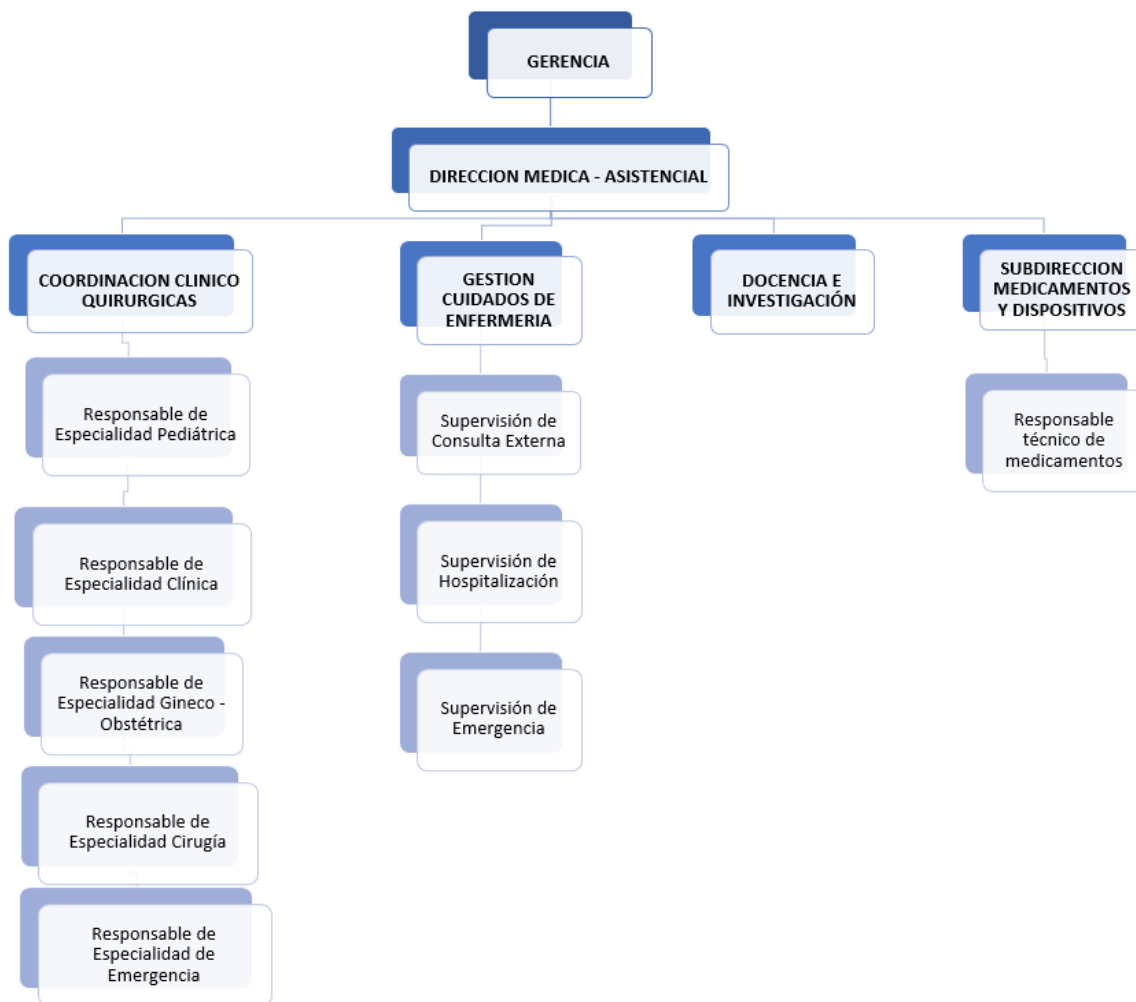 GERENCIA
DIRECCION MEDICA - ASISTENCIAL
COORDINACION CLINICO
QUIRURGICAS
GESTION
CUIDADOS DE
ENFERMERIA
DOCENCIA E
INVESTIGACIÓN
SUBDIRECCION
MEDICAMENTOS
Y DISPOSITIVOS
Responsable de
Especialidad Pediátrica
Responsable de
Especialidad Clínica
Responsable de
Especialidad Gineco -
Obstétrica
Responsable de
Especialidad Cirugía
Responsable de
Especialidad de
Emergencia
Supervisión de
Consulta Externa
Supervisión de
Hospitalización
Supervisión de
Emergencia
Responsable
técnico de
medicamentos